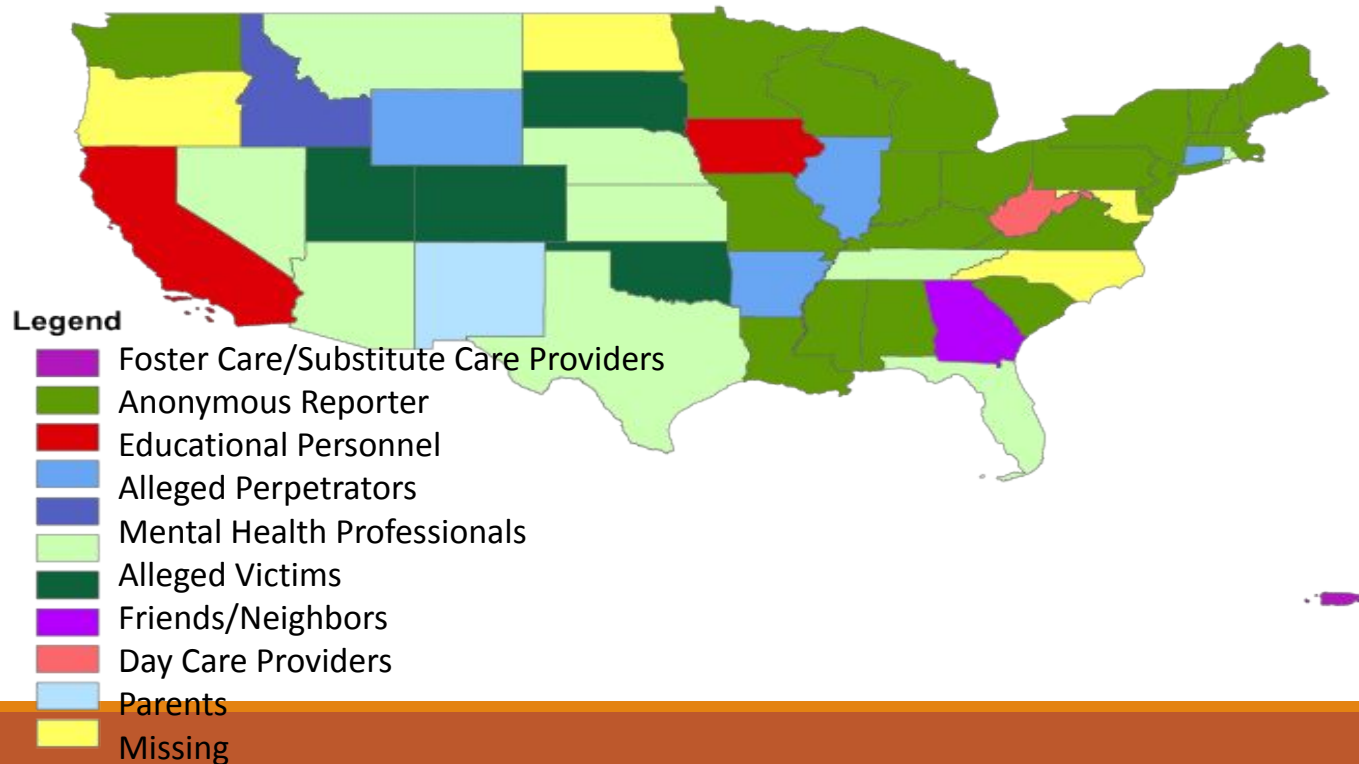 Legend
Foster Care/Substitute Care Providers
Anonymous Reporter
Educational Personnel
Alleged Perpetrators
Mental Health Professionals
Alleged Victims
Friends/Neighbors
Day Care Providers
Parents
Missing